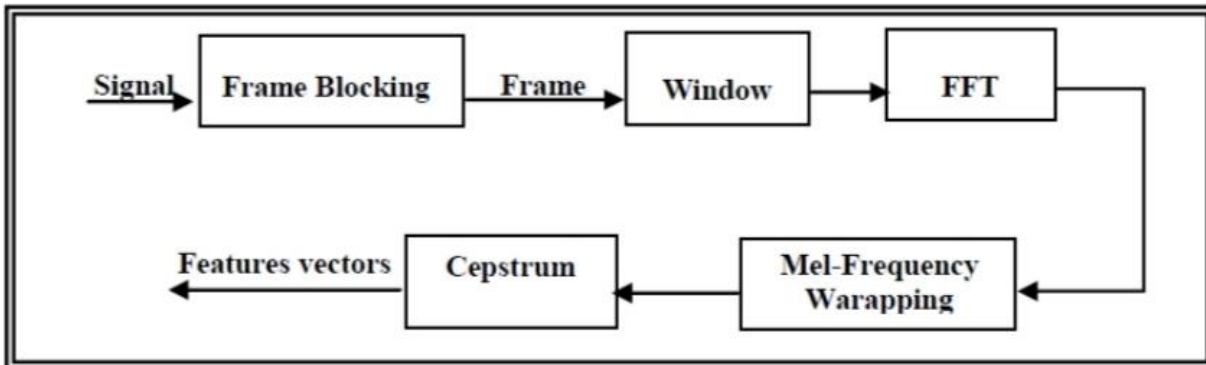 Signal
Frame Blocking
Frame
Window
FFT
Mel-Frequency
Warapping
Cepstrum
Features vectors